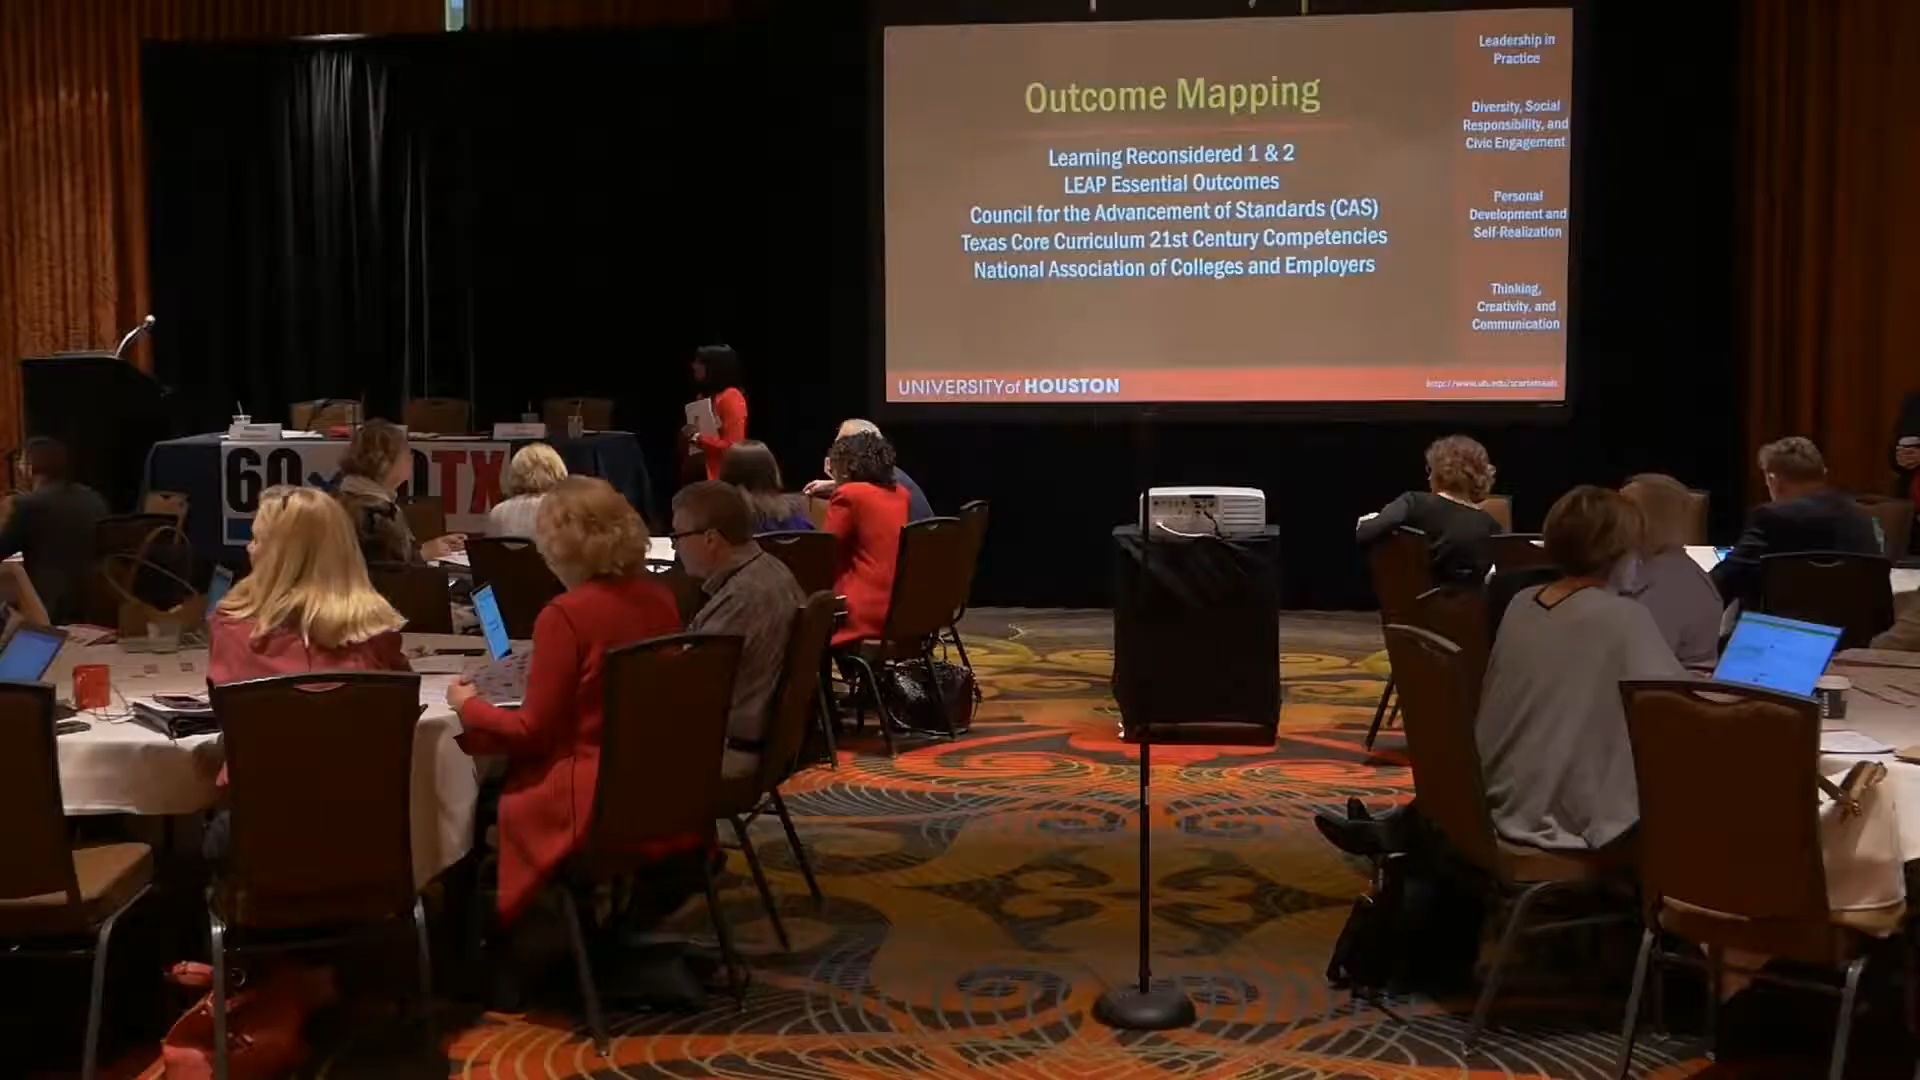 Outcome Mapping
Learning Reconsidered 1 & 2
LEAP Essential Outcomes
Council for the Advancement of Standards (CAS)
Texas Core Curriculum 21st Century Competencies
National Association of Colleges and Employers
Leadership in
Practice
Diversity, Social
Responsibility, and
Civic Engagement
Personal
Development and
Self-Realization
Thinking,
Creativity, and
Communication
UNIVERSITY of HOUSTON
60
TX